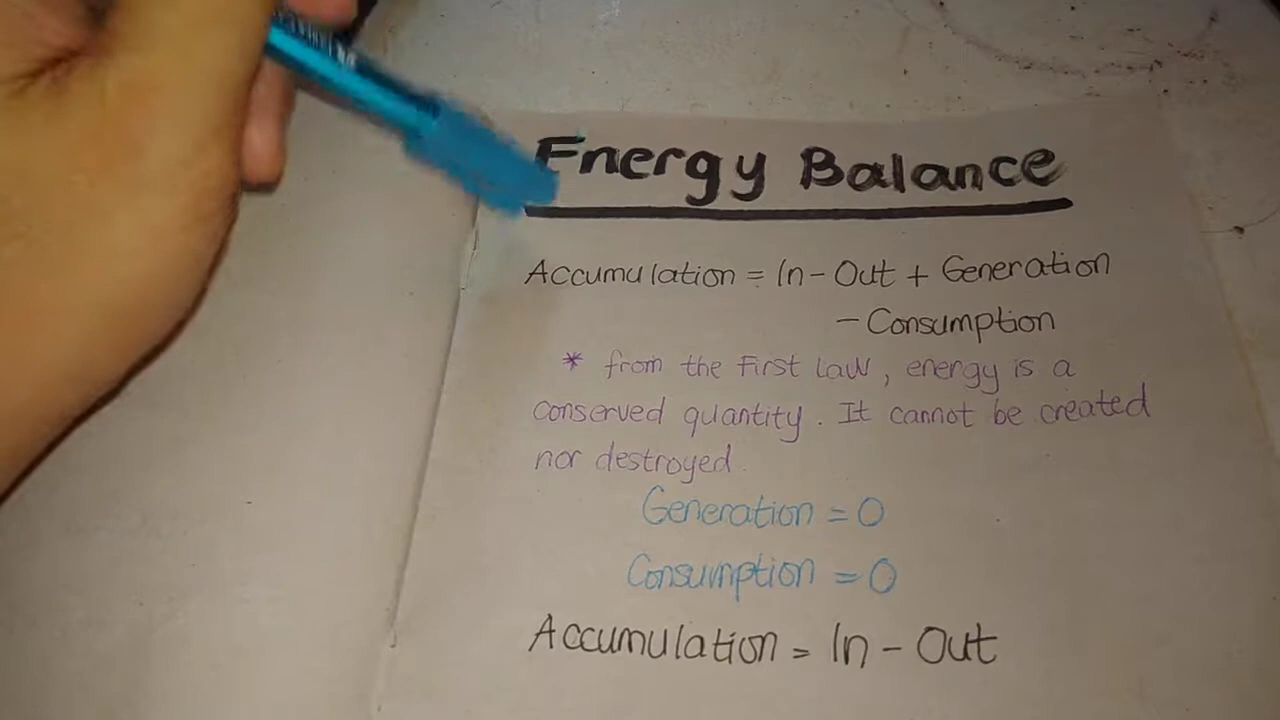 Energy Balance
Accumulation = In - Out + Generation
- Consumption
* from the First Law, energy is a
conserved quantity. It cannot be created
nor destroyed.
Generation = 0
Consumption = 0
Accumulation = In - Out